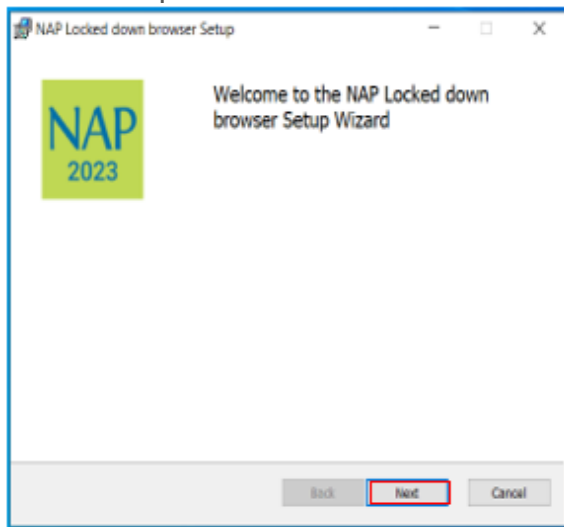 NAP Locked down browser Setup
Welcome to the NAP Locked down
browser Setup Wizard
NAP
2023
Back Next Cancel